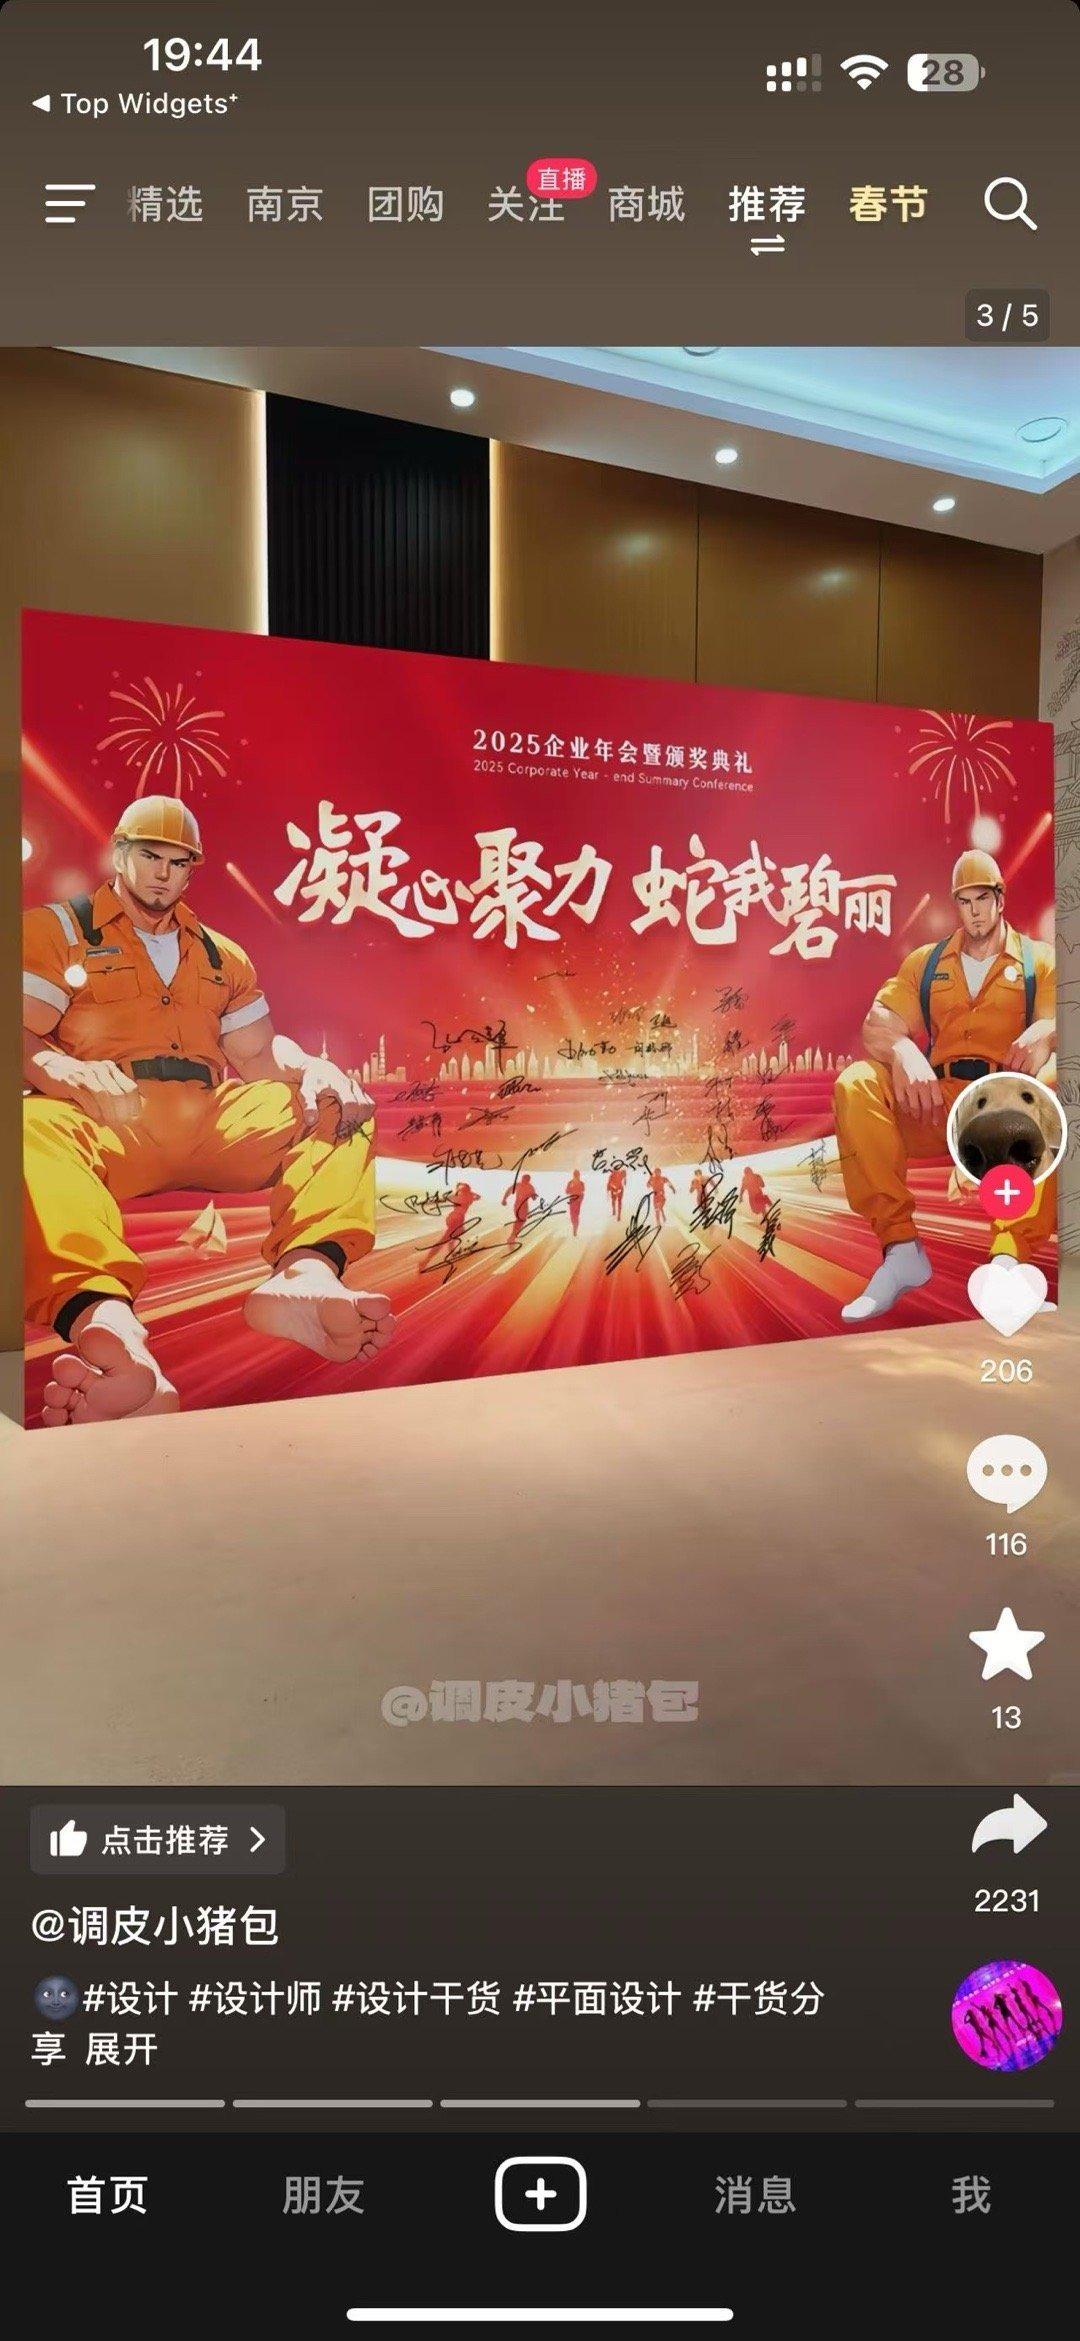 19:44
28
◀ Top Widgets+
精选 南京 团购 关注 直播 商城 推荐 春节
3 / 5
2025企业年会暨颁奖典礼
2025 Corporate Year - end Summary Conference
凝心聚力 蛇我碧丽
206
116
13
@调皮小猪包
点击推荐 >
2231
@调皮小猪包
#设计 #设计师 #设计干货 #平面设计 #干货分
享 展开
首页 朋友 消息 我